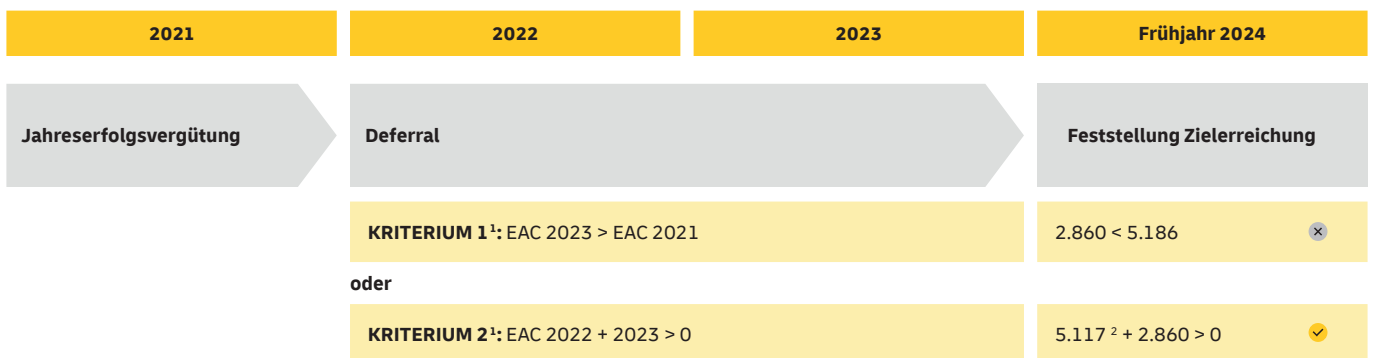 2021 2022 2023 Frühjahr 2024
Jahreserfolgsvergütung Deferral Feststellung Zielerreichung
KRITERIUM 1¹: EAC 2023 > EAC 2021 2.860 < 5.186
oder
KRITERIUM 2¹: EAC 2022 + 2023 > 0 5.117 ² + 2.860 > 0